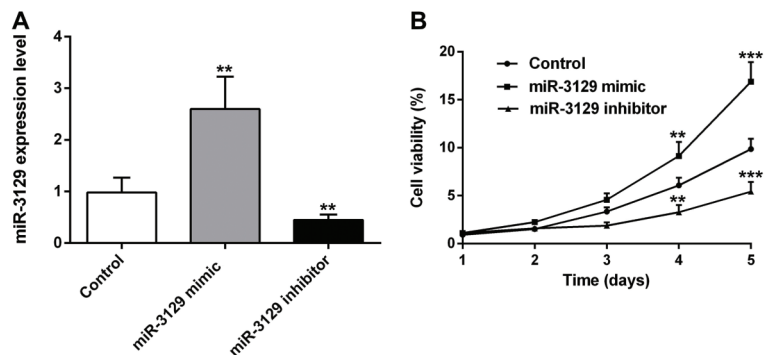 A
miR-3129 expression level
4
3
2
1
0
**
**
Control
miR-3129 mimic
miR-3129 inhibitor
B
Cell viability (%)
20
15
10
5
0
Control
miR-3129 mimic
miR-3129 inhibitor
***
**
***
**
1 2 3 4 5
Time (days)